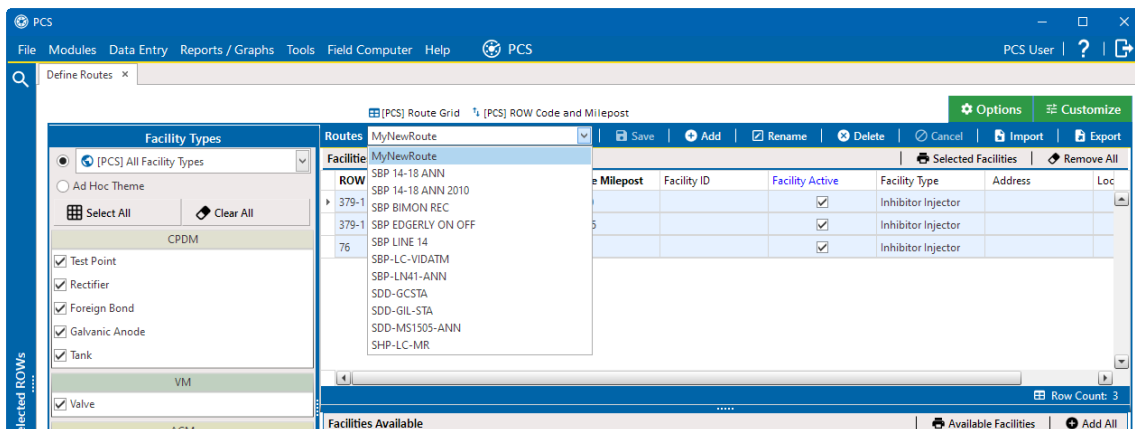 PCS
File Modules Data Entry Reports / Graphs Tools Field Computer Help PCS PCS User ?
Define Routes ×
[PCS] Route Grid [PCS] ROW Code and Milepost Options Customize
Facility Types
Routes MyNewRoute Save Add Rename Delete Cancel Import Export
[PCS] All Facility Types
Ad Hoc Theme
Select All Clear All
CPDM
Test Point
Rectifier
Foreign Bond
Galvanic Anode
Tank
VM
Valve
MyNewRoute
SBP 14-18 ANN
SBP 14-18 ANN 2010
SBP BIMON REC
SBP EDGERLY ON OFF
SBP LINE 14
SBP-LC-VIDATM
SBP-LN41-ANN
SDD-GCSTA
SDD-GIL-STA
SDD-MS1505-ANN
SHP-LC-MR
Facilitie Selected Facilities Remove All
ROW e Milepost Facility ID Facility Active Facility Type Address Loc
379-1 Inhibitor Injector
379-1 Inhibitor Injector
76 Inhibitor Injector
Row Count: 3
Facilities Available Available Facilities Add All
elected ROWs